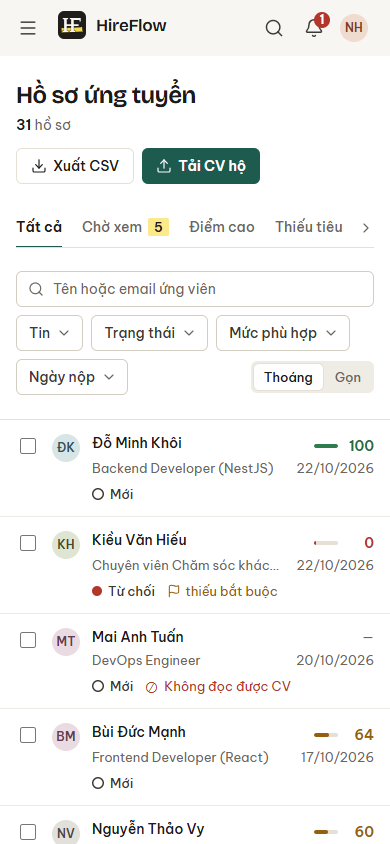 HF HireFlow 1 NH
Hồ sơ ứng tuyển
31 hồ sơ
Xuất CSV Tải CV hộ
Tất cả Chờ xem 5 Điểm cao Thiếu tiêu
Tên hoặc email ứng viên
Tin Trạng thái Mức phù hợp
Ngày nộp Thoáng Gọn
ĐK Đỗ Minh Khôi 100
Backend Developer (NestJS) 22/10/2026
Mới
KH Kiều Văn Hiếu 0
Chuyên viên Chăm sóc khác... 22/10/2026
Từ chối thiếu bắt buộc
MT Mai Anh Tuấn –
DevOps Engineer 20/10/2026
Mới Không đọc được CV
BM Bùi Đức Mạnh 64
Frontend Developer (React) 17/10/2026
Mới
NV Nguyễn Thảo Vy 60